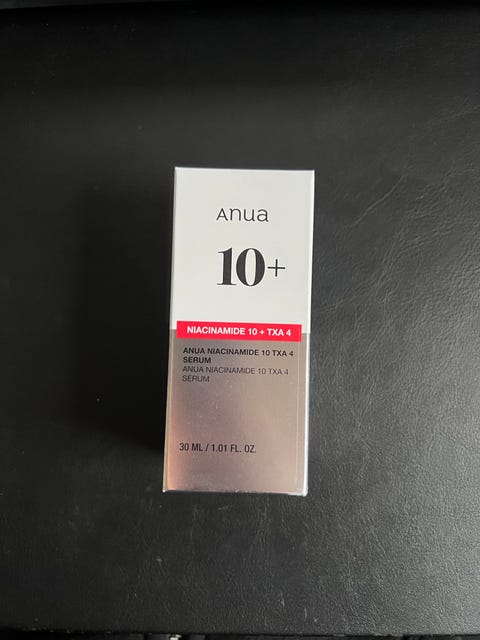 Anua
10+
NIACINAMIDE 10 + TXA 4
ANUA NIACINAMIDE 10 TXA 4
SERUM
ANUA NIACINAMIDE 10 TXA 4
SERUM
30 ML / 1.01 FL. OZ.